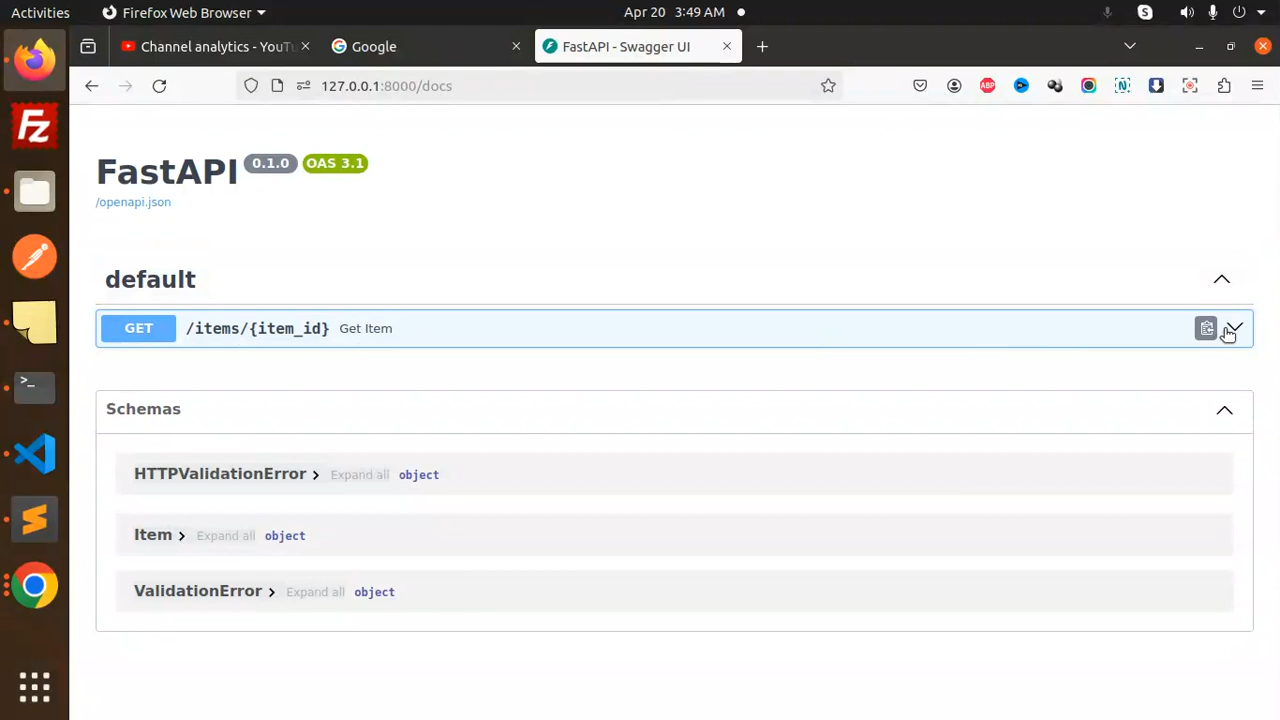 Activities
Firefox Web Browser
Apr 20 3:49 AM
Channel analytics - YouTu
Google
FastAPI - Swagger UI
127.0.0.1:8000/docs
FastAPI 0.1.0 OAS 3.1
/openapi.json
default
GET /items/{item_id} Get Item
Schemas
HTTPValidationError Expand all object
Item Expand all object
ValidationError Expand all object
Fz
ABP
N
S
>_